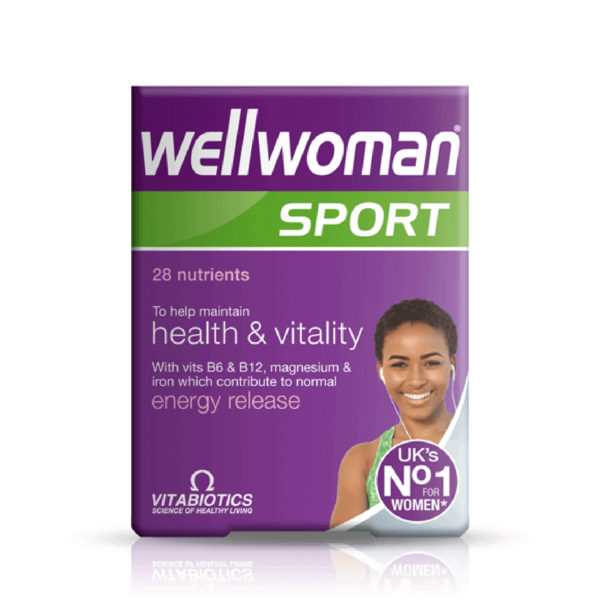 wellwoman®
SPORT
28 nutrients
To help maintain
health & vitality
With vits B6 & B12, magnesium &
iron which contribute to normal
energy release
UK's
No1
FOR
WOMEN*
VITABIOTICS
SCIENCE OF HEALTHY LIVING